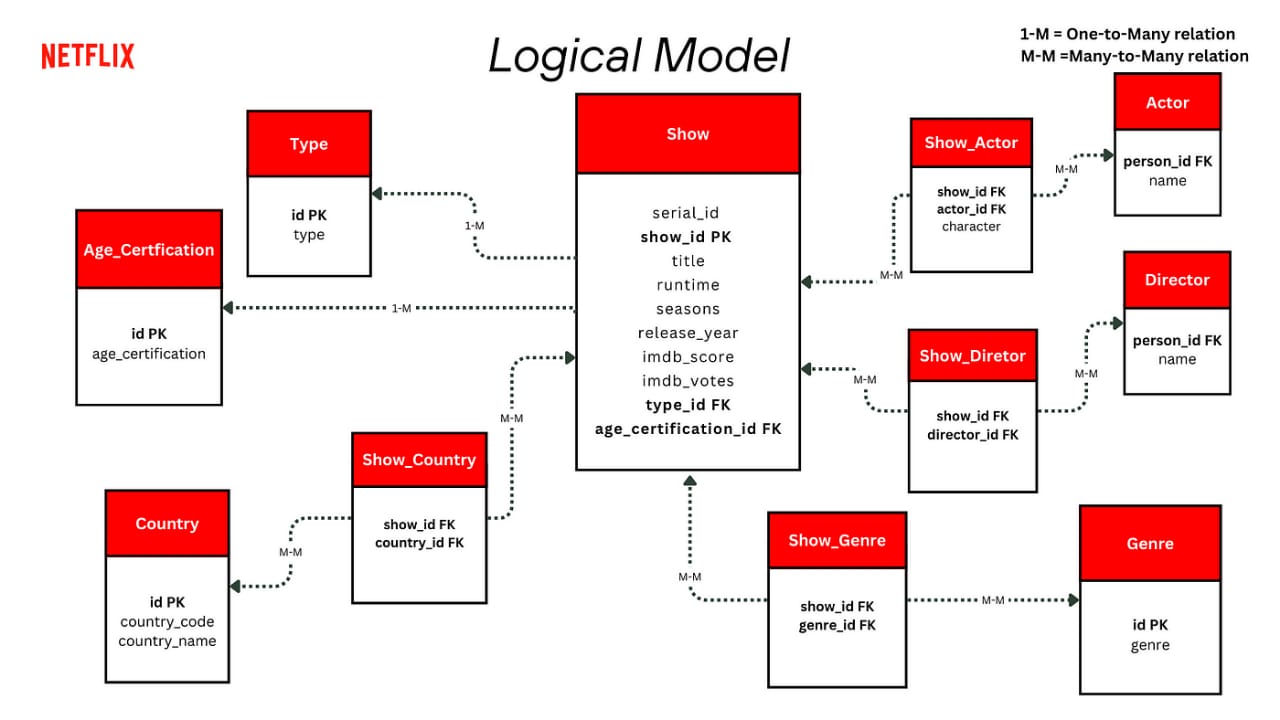 NETFLIX
Logical Model
1-M = One-to-Many relation
M-M =Many-to-Many relation
Type
id PK
type
1-M
Age_Certfication
id PK
age_certification
1-M
Show
serial_id
show_id PK
title
runtime
seasons
release_year
imdb_score
imdb_votes
type_id FK
age_certification_id FK
Show_Actor
show_id FK
actor_id FK
character
M-M
M-M
Actor
person_id FK
name
Director
person_id FK
name
Show_Diretor
show_id FK
director_id FK
M-M
M-M
Show_Country
show_id FK
country_id FK
M-M
M-M
Country
id PK
country_code
country_name
Show_Genre
show_id FK
genre_id FK
M-M
M-M
Genre
id PK
genre